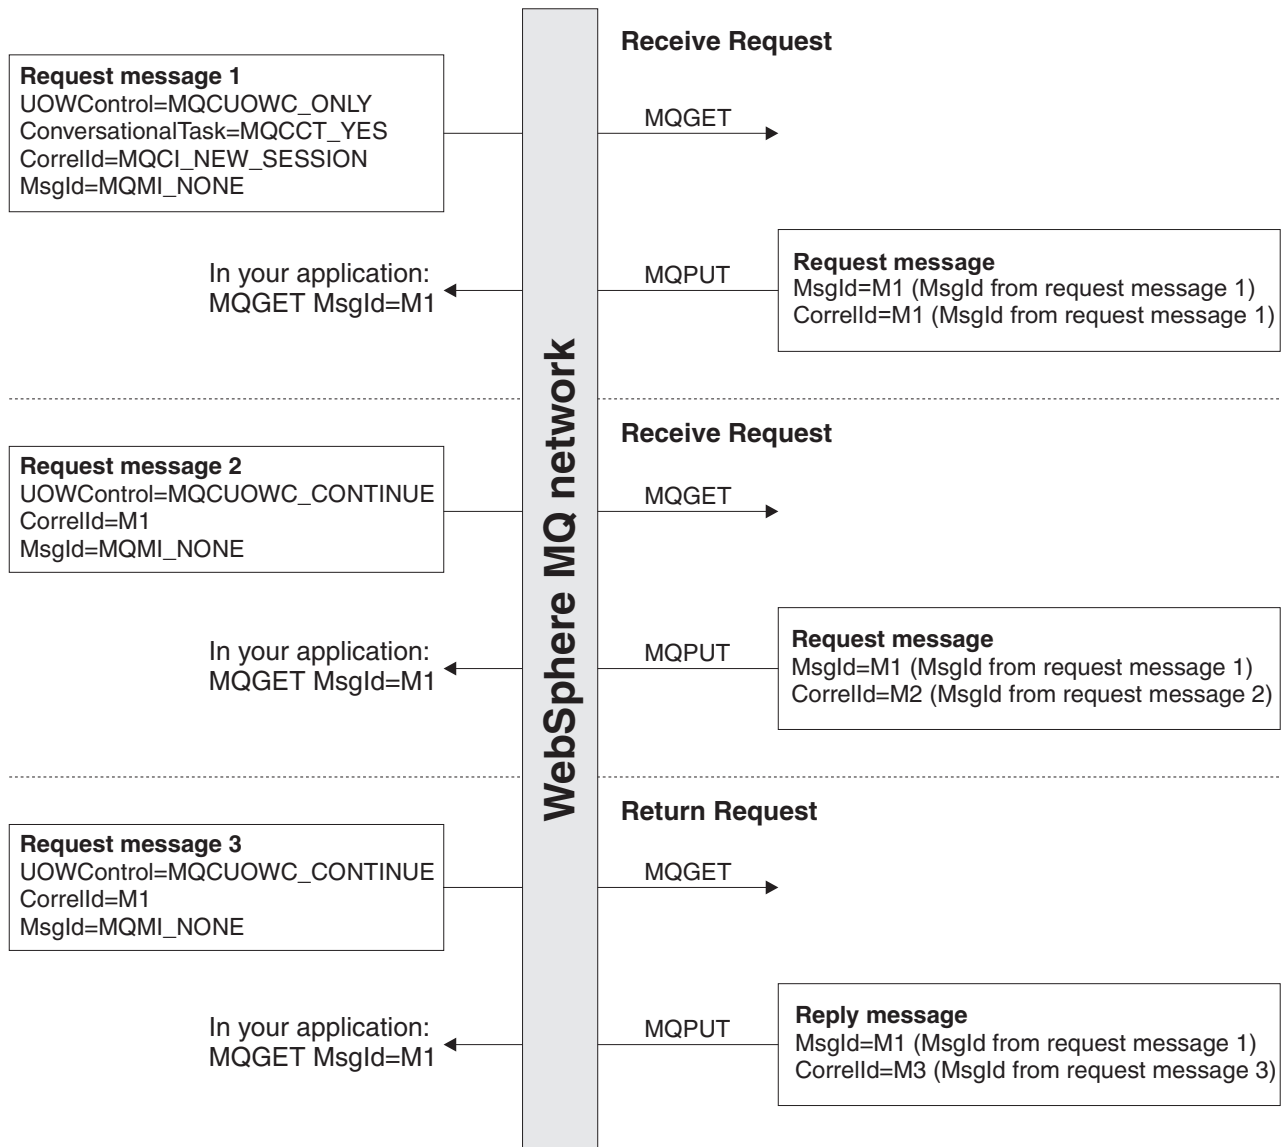 Receive Request
Request message 1
UOWControl=MQCUOWC_ONLY
ConversationalTask=MQCCT_YES
CorrelId=MQCI_NEW_SESSION
MsgId=MQMI_NONE
MQGET
In your application:
MQGET MsgId=M1
MQPUT
Request message
MsgId=M1 (MsgId from request message 1)
CorrelId=M1 (MsgId from request message 1)
WebSphere MQ network
Receive Request
Request message 2
UOWControl=MQCUOWC_CONTINUE
CorrelId=M1
MsgId=MQMI_NONE
MQGET
In your application:
MQGET MsgId=M1
MQPUT
Request message
MsgId=M1 (MsgId from request message 1)
CorrelId=M2 (MsgId from request message 2)
Return Request
Request message 3
UOWControl=MQCUOWC_CONTINUE
CorrelId=M1
MsgId=MQMI_NONE
MQGET
In your application:
MQGET MsgId=M1
MQPUT
Reply message
MsgId=M1 (MsgId from request message 1)
CorrelId=M3 (MsgId from request message 3)